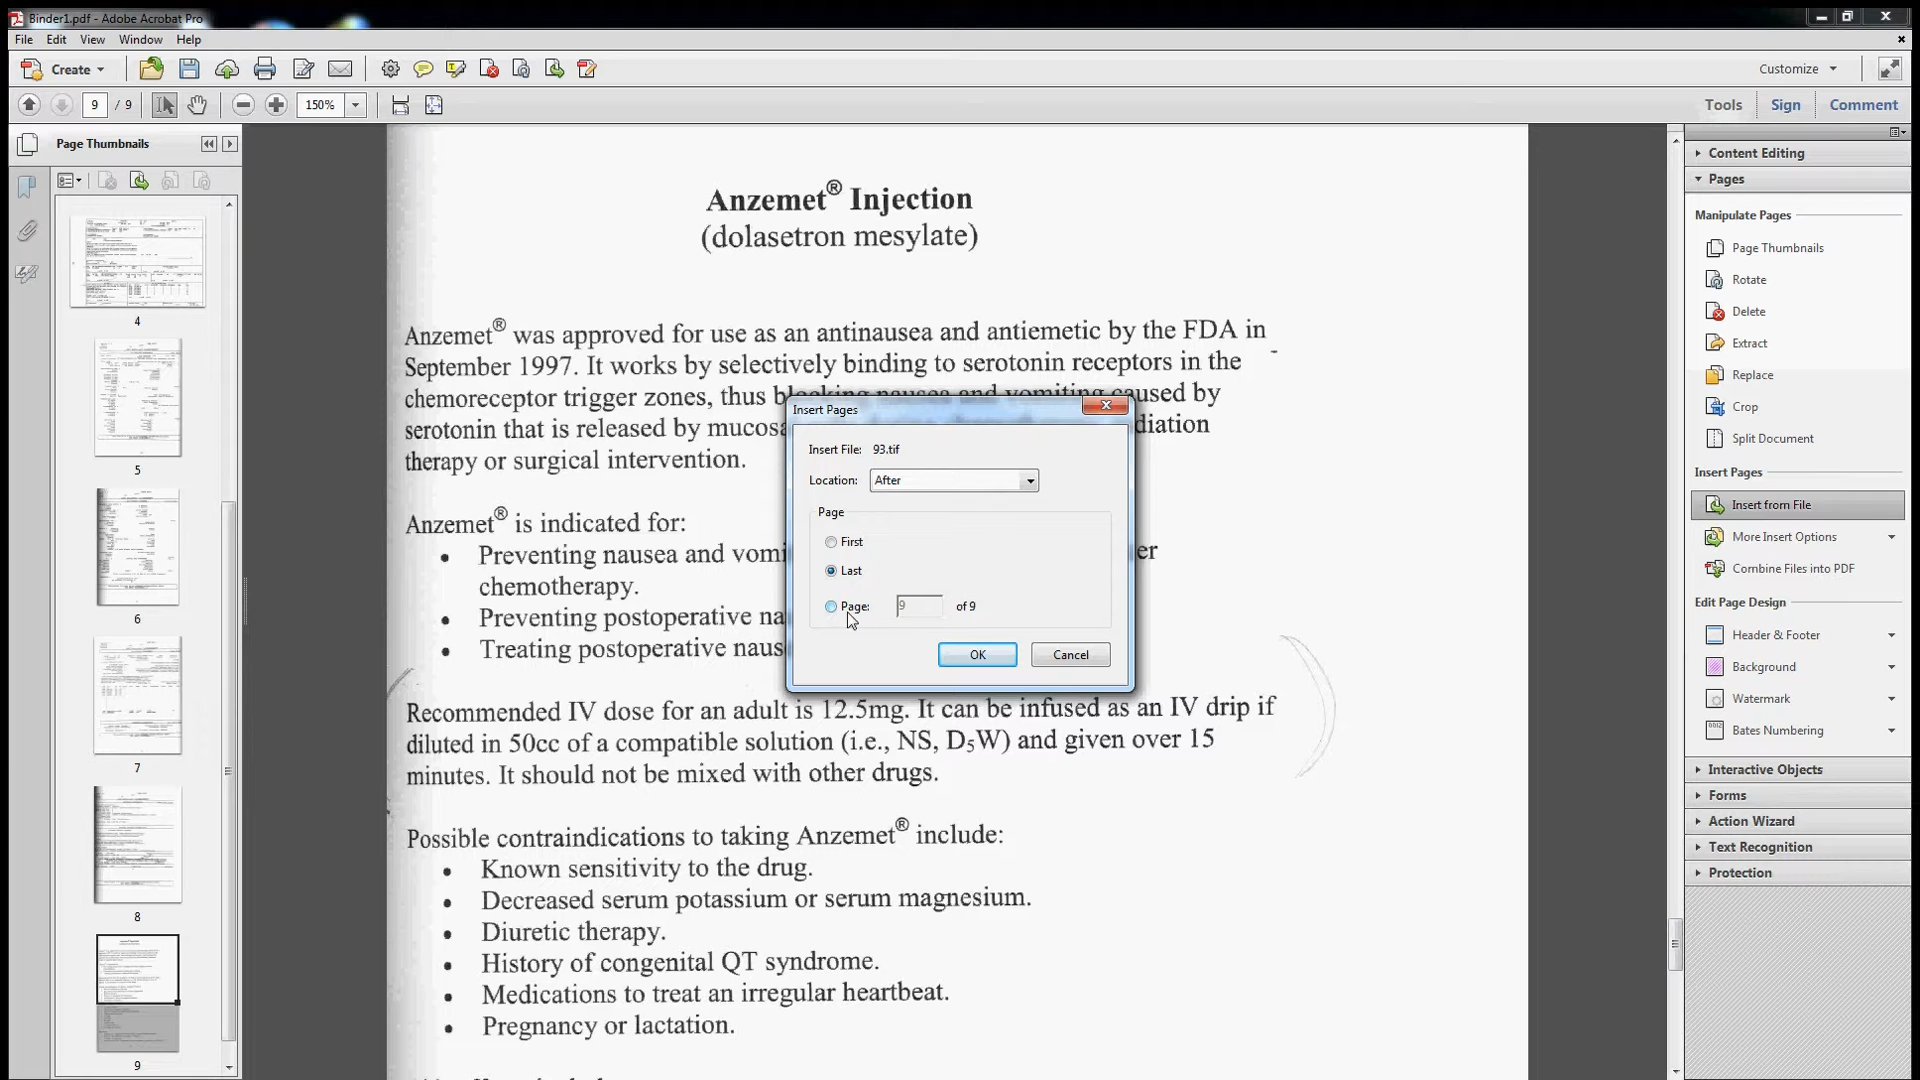 Binder1.pdf - Adobe Acrobat Pro
File Edit View Window Help
Create
Customize
9 / 9
150%
Tools
Sign
Comment
Page Thumbnails
4
5
6
7
8
9
Anzemet® Injection
(dolasetron mesylate)
Anzemet® was approved for use as an antinausea and antiemetic by the FDA in
September 1997. It works by selectively binding to serotonin receptors in the
chemoreceptor trigger zones, thus blocking nausea and vomiting caused by
serotonin that is released by mucosa
therapy or surgical intervention.
Anzemet® is indicated for:
• Preventing nausea and vomi
chemotherapy.
• Preventing postoperative na
• Treating postoperative naus
Recommended IV dose for an adult is 12.5mg. It can be infused as an IV drip if
diluted in 50cc of a compatible solution (i.e., NS, D5W) and given over 15
minutes. It should not be mixed with other drugs.
Possible contraindications to taking Anzemet® include:
• Known sensitivity to the drug.
• Decreased serum potassium or serum magnesium.
• Diuretic therapy.
• History of congenital QT syndrome.
• Medications to treat an irregular heartbeat.
• Pregnancy or lactation.
Insert Pages
Insert File: 93.tif
Location: After
Page
First
Last
Page: 9 of 9
OK
Cancel
Content Editing
Pages
Manipulate Pages
Page Thumbnails
Rotate
Delete
Extract
Replace
Crop
Split Document
Insert Pages
Insert from File
More Insert Options
Combine Files into PDF
Edit Page Design
Header & Footer
Background
Watermark
Bates Numbering
Interactive Objects
Forms
Action Wizard
Text Recognition
Protection